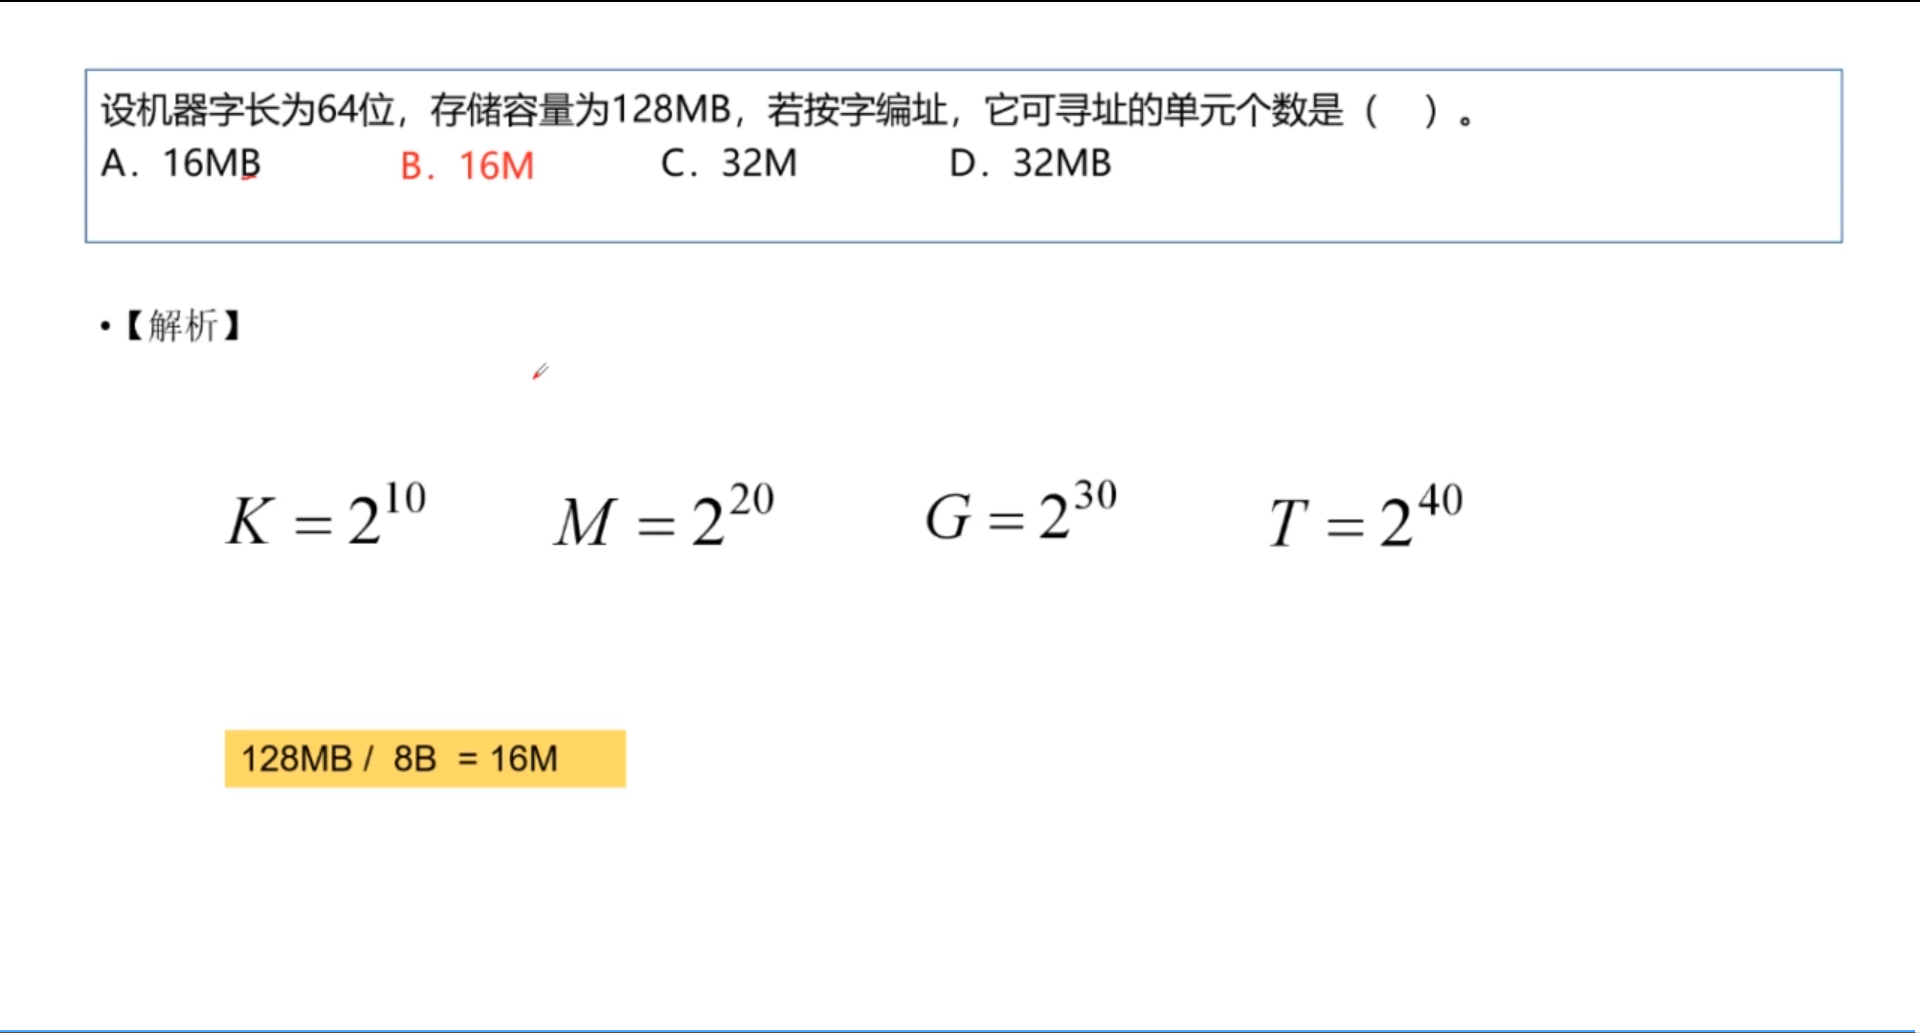 设机器字长为64位，存储容量为128MB，若按字编址，它可寻址的单元个数是（ ）。
A. 16MB B. 16M C. 32M D. 32MB
•【解析】
K = 2^10 M = 2^20 G = 2^30 T = 2^40
128MB / 8B = 16M